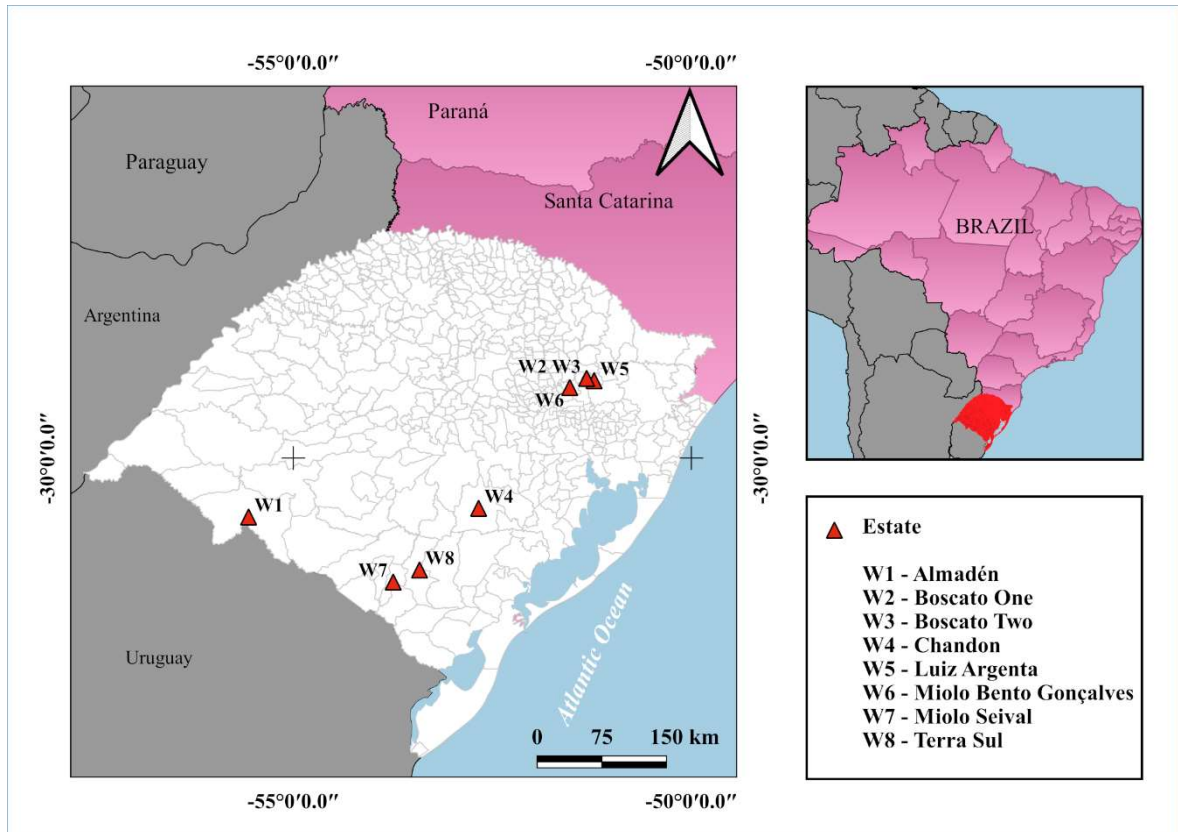 -55°0'0.0″
-50°0'0.0″
Paraná
Paraguay
Santa Catarina
Argentina
BRAZIL
-30°0'0.0″
-30°0'0.0″
W2 W3 W5
W6
W1
W4
W7 W8
Uruguay
Atlantic Ocean
0 75 150 km
-55°0'0.0″
-50°0'0.0″
Estate
W1 - Almadén
W2 - Boscato One
W3 - Boscato Two
W4 - Chandon
W5 - Luiz Argenta
W6 - Miolo Bento Gonçalves
W7 - Miolo Seival
W8 - Terra Sul